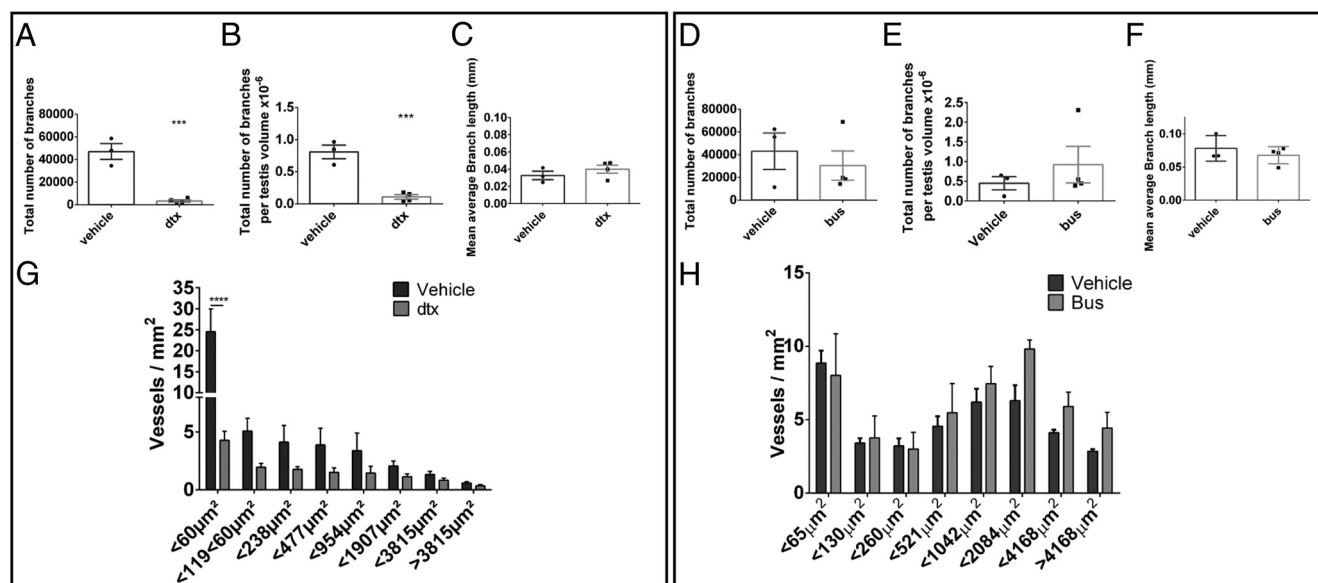 A
Total number of branches
80000
60000
40000
20000
0
***
vehicle
dtx
B
Total number of branches
per testis volume x10⁻⁶
1.5
1.0
0.5
0.0
***
vehicle
dtx
C
Mean average Branch length (mm)
0.10
0.08
0.06
0.04
0.02
0.00
vehicle
dtx
D
Total number of branches
80000
60000
40000
20000
0
vehicle
bus
E
Total number of branches
per testis volume x10⁻⁶
2.5
2.0
1.5
1.0
0.5
0.0
Vehicle
bus
F
Mean average Branch length (mm)
0.10
0.05
0.00
vehicle
bus
G
Vessels / mm²
35
30
25
20
15
10
5
0
****
Vehicle
dtx
<60µm²
<119<60µm²
<238µm²
<477µm²
<954µm²
<1907µm²
<3815µm²
>3815µm²
H
Vessels / mm²
15
10
5
0
Vehicle
Bus
<65µm²
<130µm²
<260µm²
<521µm²
<1042µm²
<2084µm²
<4168µm²
>4168µm²